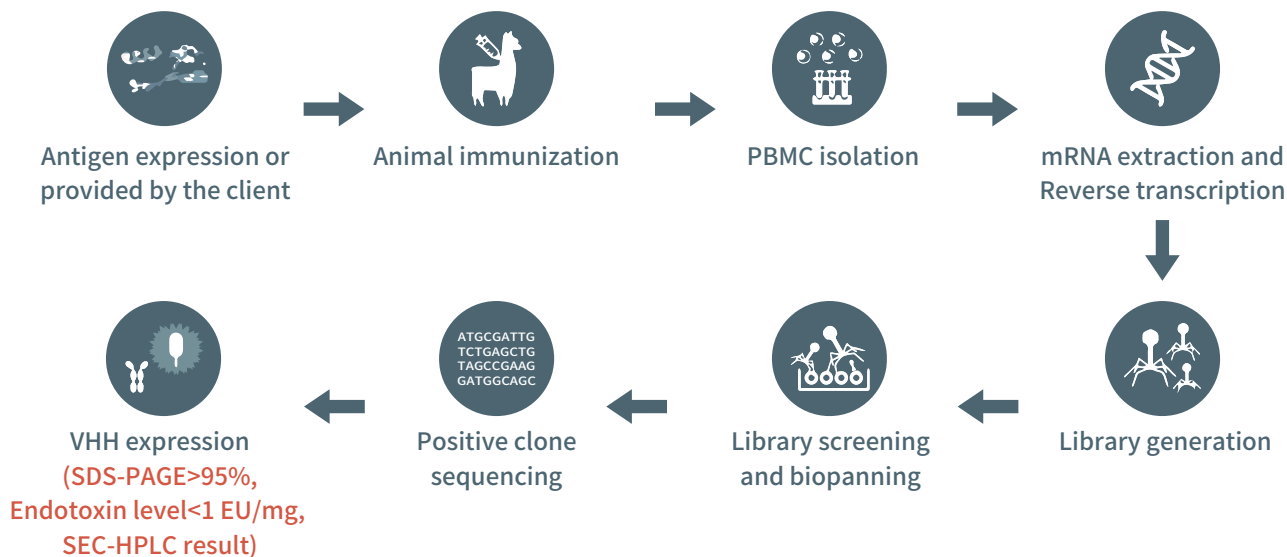 Antigen expression or
provided by the client
Animal immunization
PBMC isolation
mRNA extraction and
Reverse transcription
Library generation
Library screening
and biopanning
ATGCGATTG
TCTGAGCTG
TAGCCGAAG
GATGGCAGC
Positive clone
sequencing
VHH expression
(SDS-PAGE>95%,
Endotoxin level<1 EU/mg,
SEC-HPLC result)